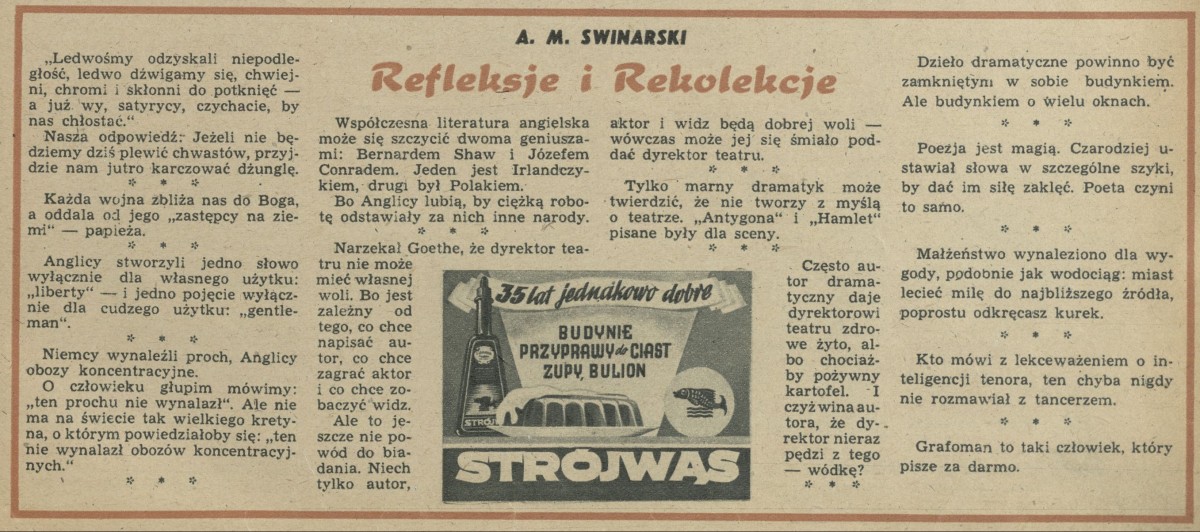 A. M. SWINARSKI
Refleksje i Rekolekcje
„Ledwośmy odzyskali niepodle-
głość, ledwo dźwigamy się, chwiej-
ni, chromi i skłonni do potknięć —
a już wy, satyrycy, czychacie, by
nas chłostać.“
Nasza odpowiedź: Jeżeli nie bę-
dziemy dziś plewić chwastów, przyj-
dzie nam jutro karczować dżunglę.
* * *
Każda wojna zbliża nas do Boga,
a oddala od jego „zastępcy na zie-
mi“ — papieża.
* * *
Anglicy stworzyli jedno słowo
wyłącznie dla własnego użytku:
„liberty“ — i jedno pojęcie wyłącz-
nie dla cudzego użytku: „gentle-
man“.
* * *
Niemcy wynaleźli proch, Anglicy
obozy koncentracyjne.
O człowieku głupim mówimy:
„ten prochu nie wynalazł“. Ale nie
ma na świecie tak wielkiego krety-
na, o którym powiedziałoby się: „ten
nie wynalazł obozów koncentracyj-
nych.“
* * *
Współczesna literatura angielska
może się szczycić dwoma geniusza-
mi: Bernardem Shaw i Józefem
Conradem. Jeden jest Irlandczy-
kiem, drugi był Polakiem.
Bo Anglicy lubią, by ciężką robo-
tę odstawiały za nich inne narody.
* * *
Narzekał Goethe, że dyrektor tea-
tru nie może
mieć własnej
woli. Bo jest
zależny od
tego, co chce
napisać au-
tor, co chce
zagrać aktor
i co chce zo-
baczyć widz.
Ale to je-
szcze nie po-
wód do bia-
dania. Niech
tylko autor,
aktor i widz będą dobrej woli —
wówczas może jej się śmiało pod-
dać dyrektor teatru.
* * *
Tylko marny dramatyk może
twierdzić, że nie tworzy z myślą
o teatrze. „Antygona“ i „Hamlet“
pisane były dla sceny.
* * *
Często au-
tor drama-
tyczny daje
dyrektorowi
teatru zdro-
we żyto, al-
bo chociaż-
by pożywny
kartofel. I
czyż wina au-
tora, że dy-
rektor nieraz
pędzi z tego
— wódkę?
* * *
35 lat jednakowo dobre
BUDYNIE
PRZYPRAWY do CIAST
ZUPY, BULION
STRÓJ
STRÓJWĄS
Dzieło dramatyczne powinno być
zamkniętym w sobie budynkiem.
Ale budynkiem o wielu oknach.
* * *
Poezja jest magią. Czarodziej u-
stawiał słowa w szczególne szyki,
by dać im siłę zaklęć. Poeta czyni
to samo.
* * *
Małżeństwo wynaleziono dla wy-
gody, podobnie jak wodociąg: miast
lecieć milę do najbliższego źródła,
poprostu odkręcasz kurek.
* * *
Kto mówi z lekceważeniem o in-
teligencji tenora, ten chyba nigdy
nie rozmawiał z tancerzem.
* * *
Grafoman to taki człowiek, który
pisze za darmo.